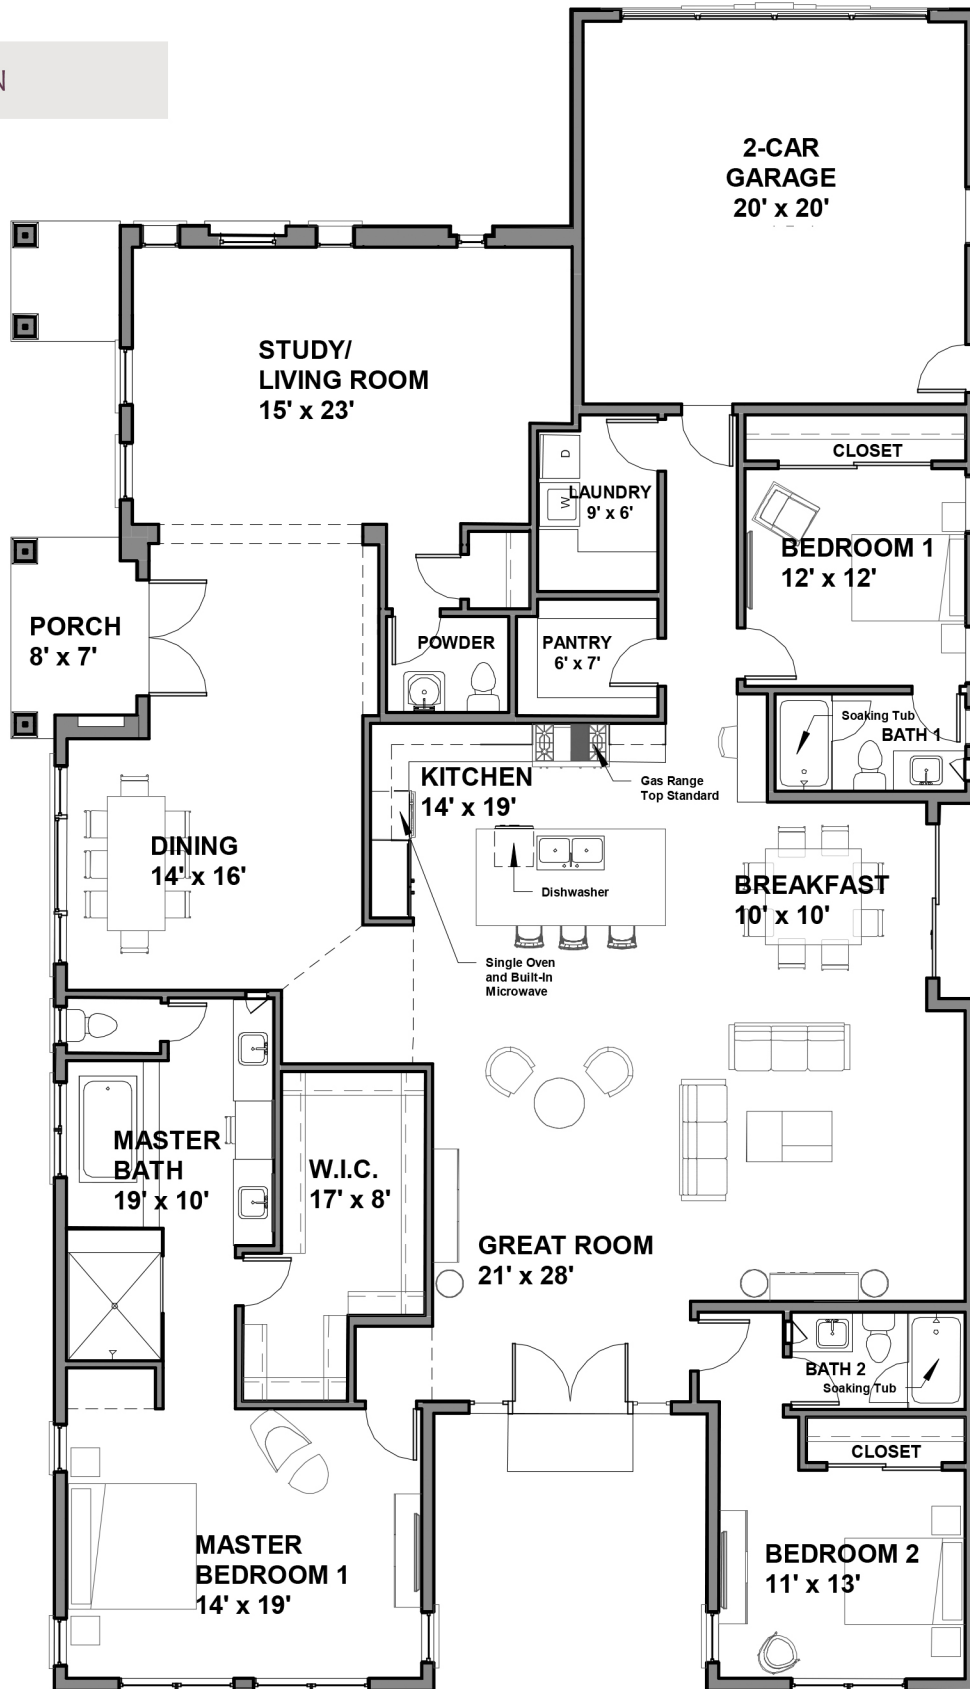 N
2-CAR
GARAGE
20' x 20'
STUDY/
LIVING ROOM
15' x 23'
CLOSET
D
LAUNDRY
W
9' x 6'
BEDROOM 1
12' x 12'
PORCH
8' x 7'
POWDER
PANTRY
6' x 7'
Soaking Tub
BATH 1
KITCHEN
14' x 19'
Gas Range
Top Standard
DINING
14' x 16'
Dishwasher
BREAKFAST
10' x 10'
Single Oven
and Built-In
Microwave
MASTER
BATH
19' x 10'
W.I.C.
17' x 8'
GREAT ROOM
21' x 28'
BATH 2
Soaking Tub
CLOSET
MASTER
BEDROOM 1
14' x 19'
BEDROOM 2
11' x 13'